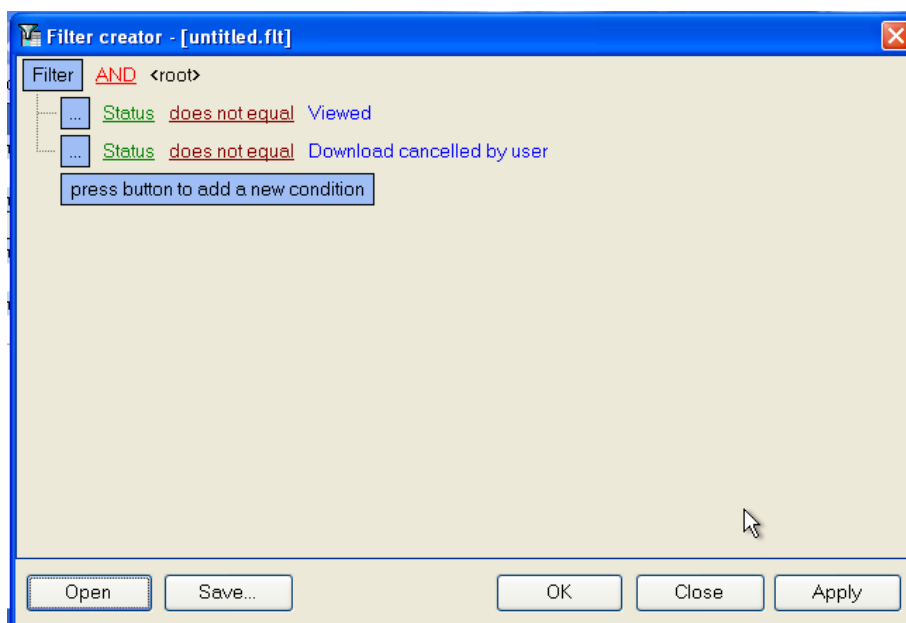 Filter creator - [untitled.flt]
Filter AND <root>
... Status does not equal Viewed
... Status does not equal Download cancelled by user
press button to add a new condition
Open Save... OK Close Apply